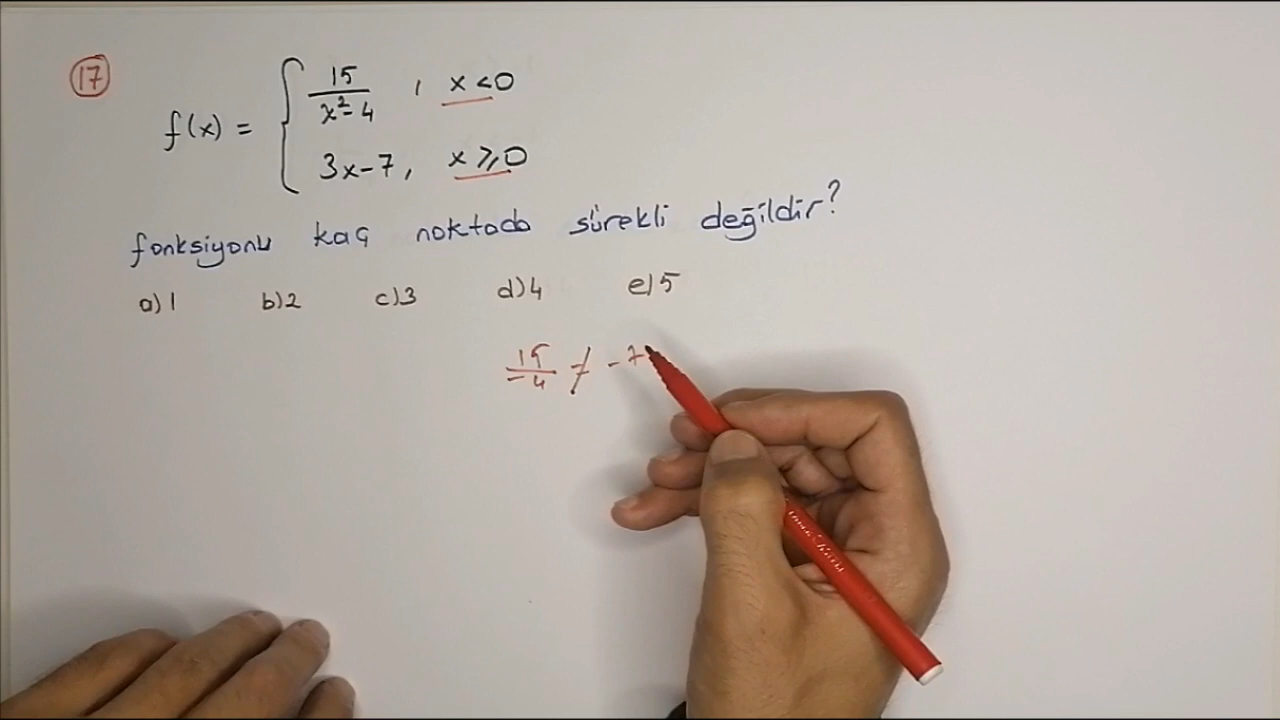 17
f(x) = { 15/(x²-4) , x<0
3x-7, x⩾0
fonksiyonu kaç noktada sürekli değildir?
a) 1 b) 2 c) 3 d) 4 e) 5
15/-4 ≠ -7